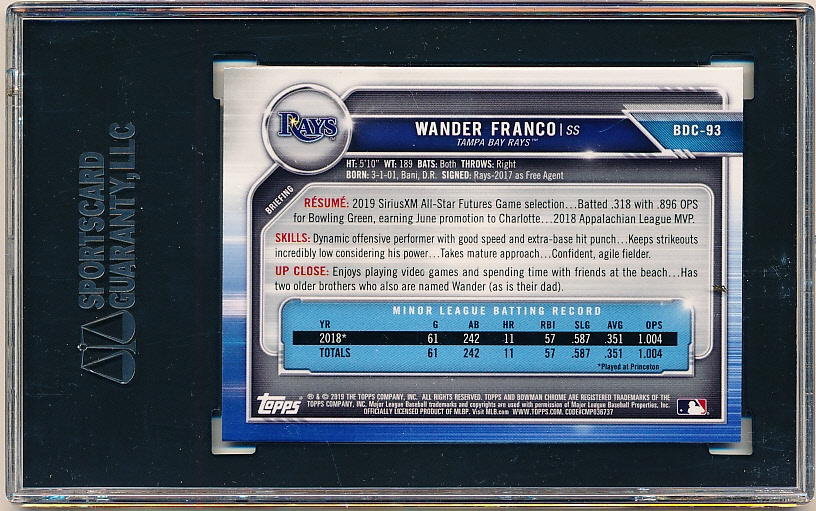 SPORTSCARD
GUARANTY, LLC
RAYS
WANDER FRANCO | SS
TAMPA BAY RAYS™
BDC-93
HT: 5'10" WT: 189 BATS: Both THROWS: Right
BORN: 3-1-01, Bani, D.R. SIGNED: Rays-2017 as Free Agent
BRIEFING
RÉSUMÉ: 2019 SiriusXM All-Star Futures Game selection...Batted .318 with .896 OPS
for Bowling Green, earning June promotion to Charlotte...2018 Appalachian League MVP.
SKILLS: Dynamic offensive performer with good speed and extra-base hit punch...Keeps strikeouts
incredibly low considering his power...Takes mature approach...Confident, agile fielder.
UP CLOSE: Enjoys playing video games and spending time with friends at the beach...Has
two older brothers who also are named Wander (as is their dad).
MINOR LEAGUE BATTING RECORD
YR G AB HR RBI SLG AVG OPS
2018* 61 242 11 57 .587 .351 1.004
TOTALS 61 242 11 57 .587 .351 1.004
*Played at Princeton
topps
® & © 2019 THE TOPPS COMPANY, INC. ALL RIGHTS RESERVED. TOPPS AND BOWMAN CHROME ARE REGISTERED TRADEMARKS OF THE
TOPPS COMPANY, INC. Major League Baseball trademarks and copyrights are used with permission of Major League Baseball Properties, Inc.
OFFICIALLY LICENSED PRODUCT OF MLBP. Visit MLB.com WWW.TOPPS.COM. CODE#CMP036737